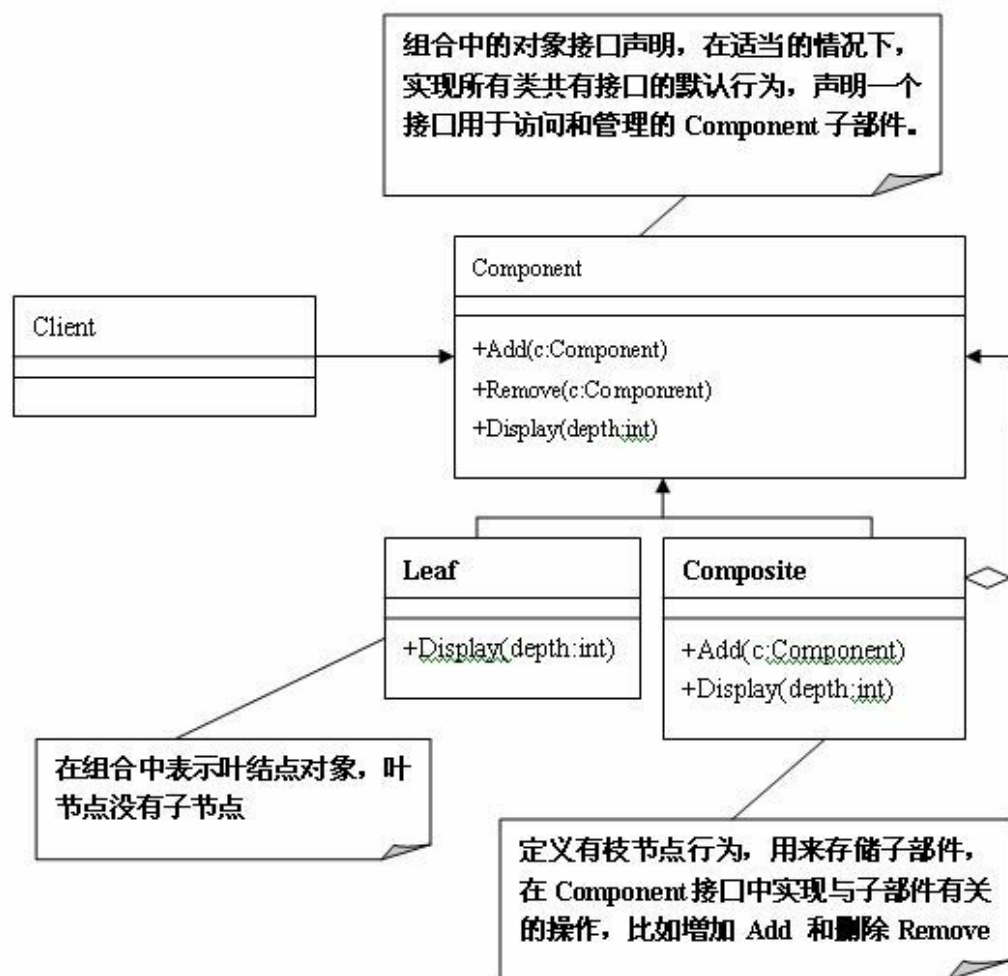 组合中的对象接口声明，在适当的情况下，
实现所有类共有接口的默认行为，声明一个
接口用于访问和管理的 Component 子部件。
Component
Client
+Add(c:Component)
+Remove(c:Componrent)
+Display(depth:int)
Leaf
Composite
+Display(depth:int)
+Add(c:Component)
+Display(depth:int)
在组合中表示叶结点对象，叶
节点没有子节点
定义有枝节点行为，用来存储子部件，
在 Component 接口中实现与子部件有关
的操作，比如增加 Add 和删除 Remove